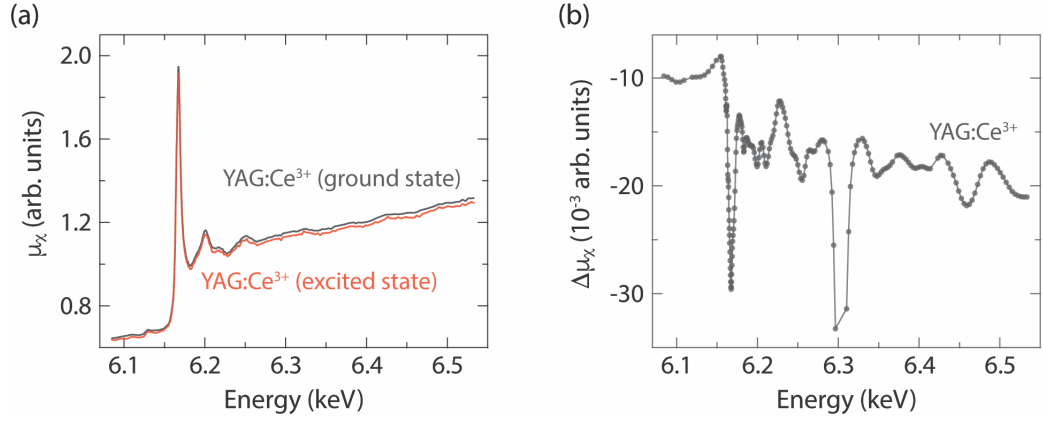 (a)
2.0
1.6
1.2
0.8
μᵪ (arb. units)
YAG:Ce³⁺ (ground state)
YAG:Ce³⁺ (excited state)
6.1 6.2 6.3 6.4 6.5
Energy (keV)
(b)
-10
-20
-30
Δμᵪ (10⁻³ arb. units)
YAG:Ce³⁺
6.1 6.2 6.3 6.4 6.5
Energy (keV)